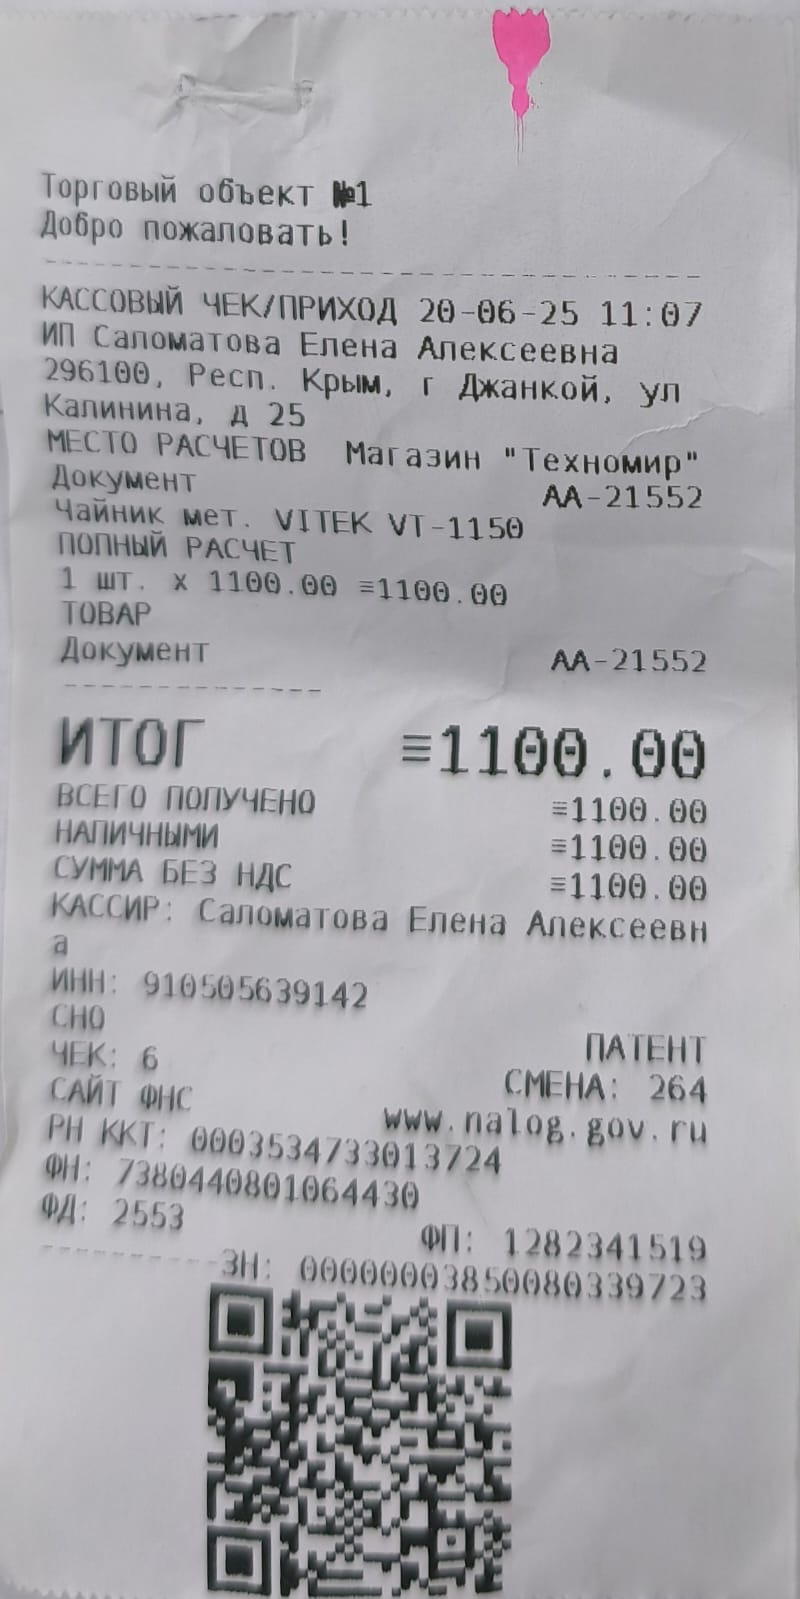 Торговый объект №1
Добро пожаловать!
КАССОВЫЙ ЧЕК/ПРИХОД 20-06-25 11:07
ИП Саломатова Елена Алексеевна
296100, Респ. Крым, г Джанкой, ул
Калинина, д 25
МЕСТО РАСЧЕТОВ Магазин "Техномир"
Документ АА-21552
Чайник мет. VITEK VT-1150
ПОЛНЫЙ РАСЧЕТ
1 шт. x 1100.00 ≡1100.00
ТОВАР
Документ АА-21552
ИТОГ ≡1100.00
ВСЕГО ПОЛУЧЕНО ≡1100.00
НАЛИЧНЫМИ ≡1100.00
СУММА БЕЗ НДС ≡1100.00
КАССИР: Саломатова Елена Алексеевн
а
ИНН: 910505639142
СНО ПАТЕНТ
ЧЕК: 6 СМЕНА: 264
САЙТ ФНС www.nalog.gov.ru
РН ККТ: 0003534733013724
ФН: 7380440801064430
ФД: 2553 ФП: 1282341519
ЗН: 00000003850080339723